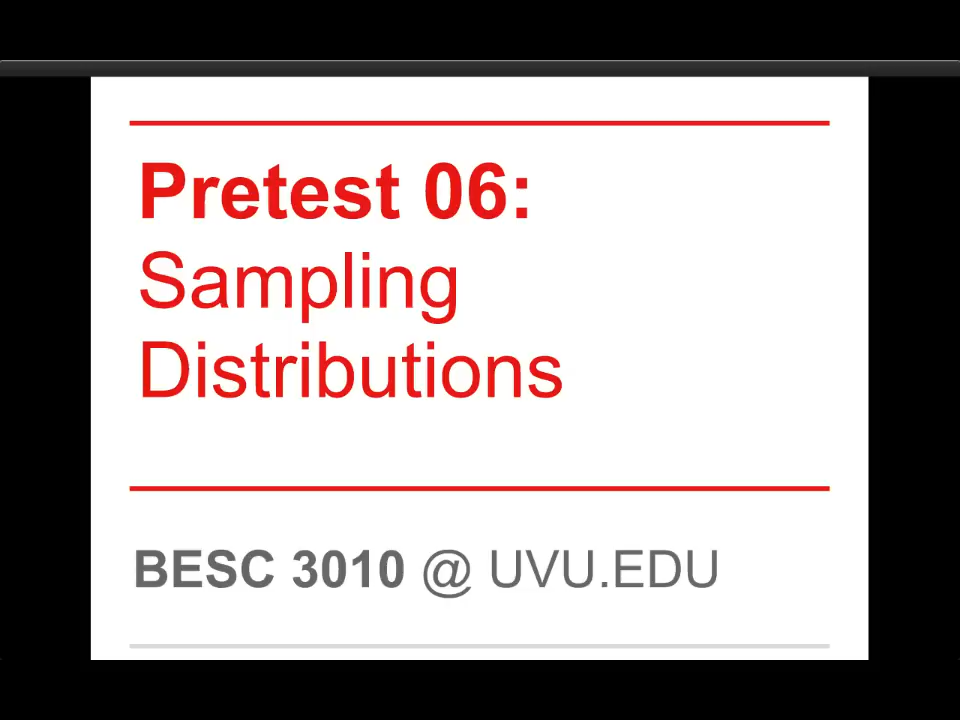 Pretest 06:
Sampling
Distributions
BESC 3010 @ UVU.EDU